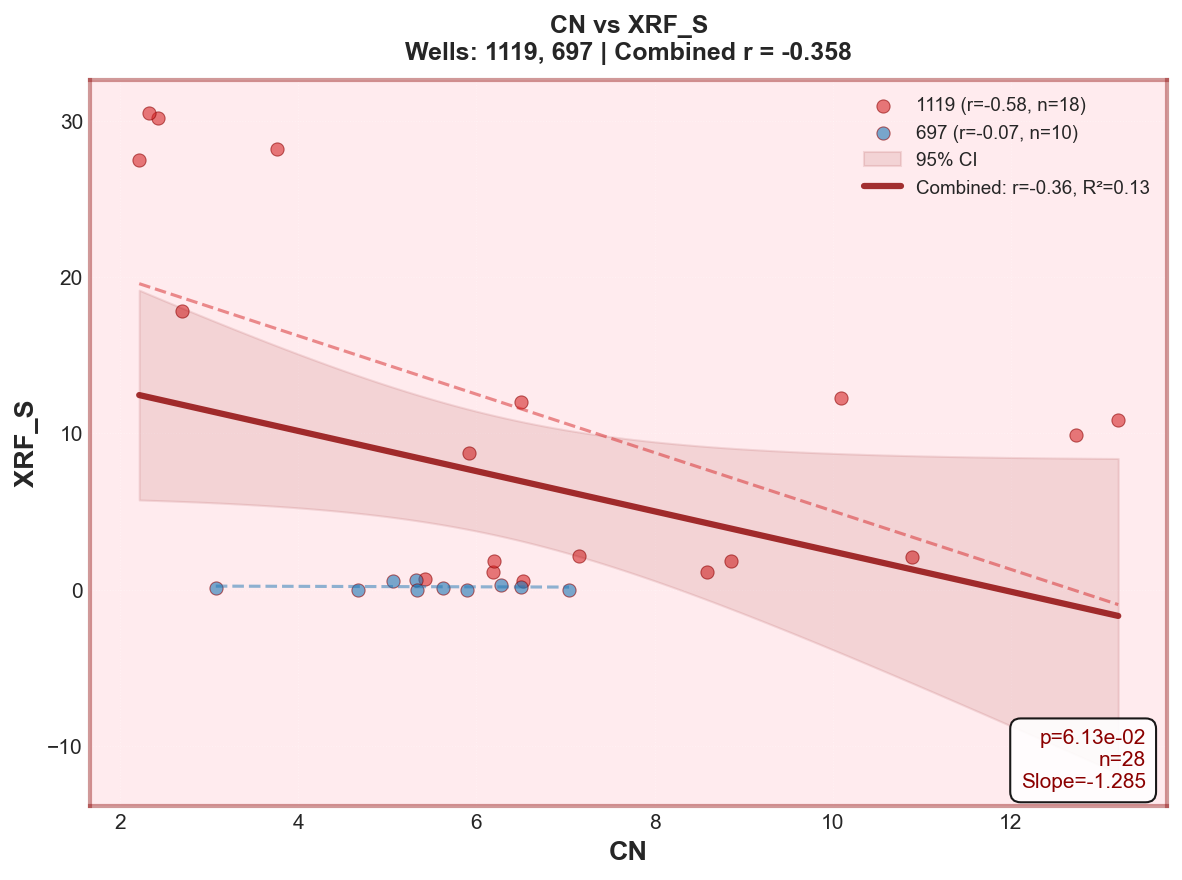 CN vs XRF_S
Wells: 1119, 697 | Combined r = -0.358
1119 (r=-0.58, n=18)
697 (r=-0.07, n=10)
95% CI
Combined: r=-0.36, R²=0.13
XRF_S
30
20
10
0
−10
p=6.13e-02
n=28
Slope=-1.285
2
4
6
8
10
12
CN